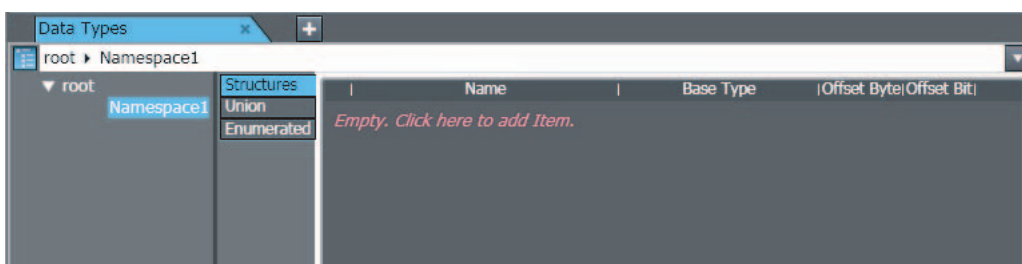 Data Types × +
root ▸ Namespace1
▼ root
Namespace1
Structures
Union
Enumerated
Name Base Type Offset Byte Offset Bit
Empty. Click here to add Item.